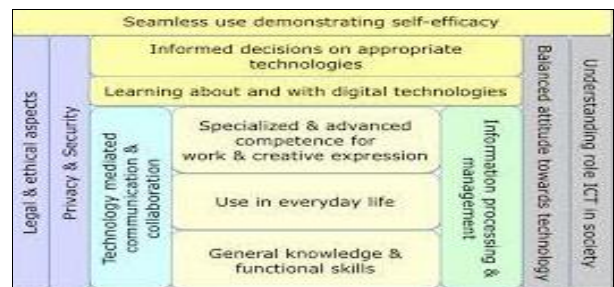 Seamless use demonstrating self-efficacy
Informed decisions on appropriate
technologies
Learning about and with digital technologies
Legal & ethical aspects
Privacy & Security
Technology mediated
communication &
collaboration
Specialized & advanced
competence for
work & creative expression
Use in everyday life
General knowledge &
functional skills
Information processing &
management
Balanced attitude towards technology
Understanding role ICT in society